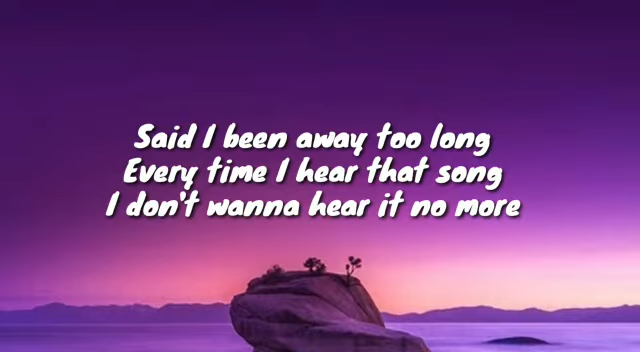 Said I been away too long
Every time I hear that song
I don't wanna hear it no more